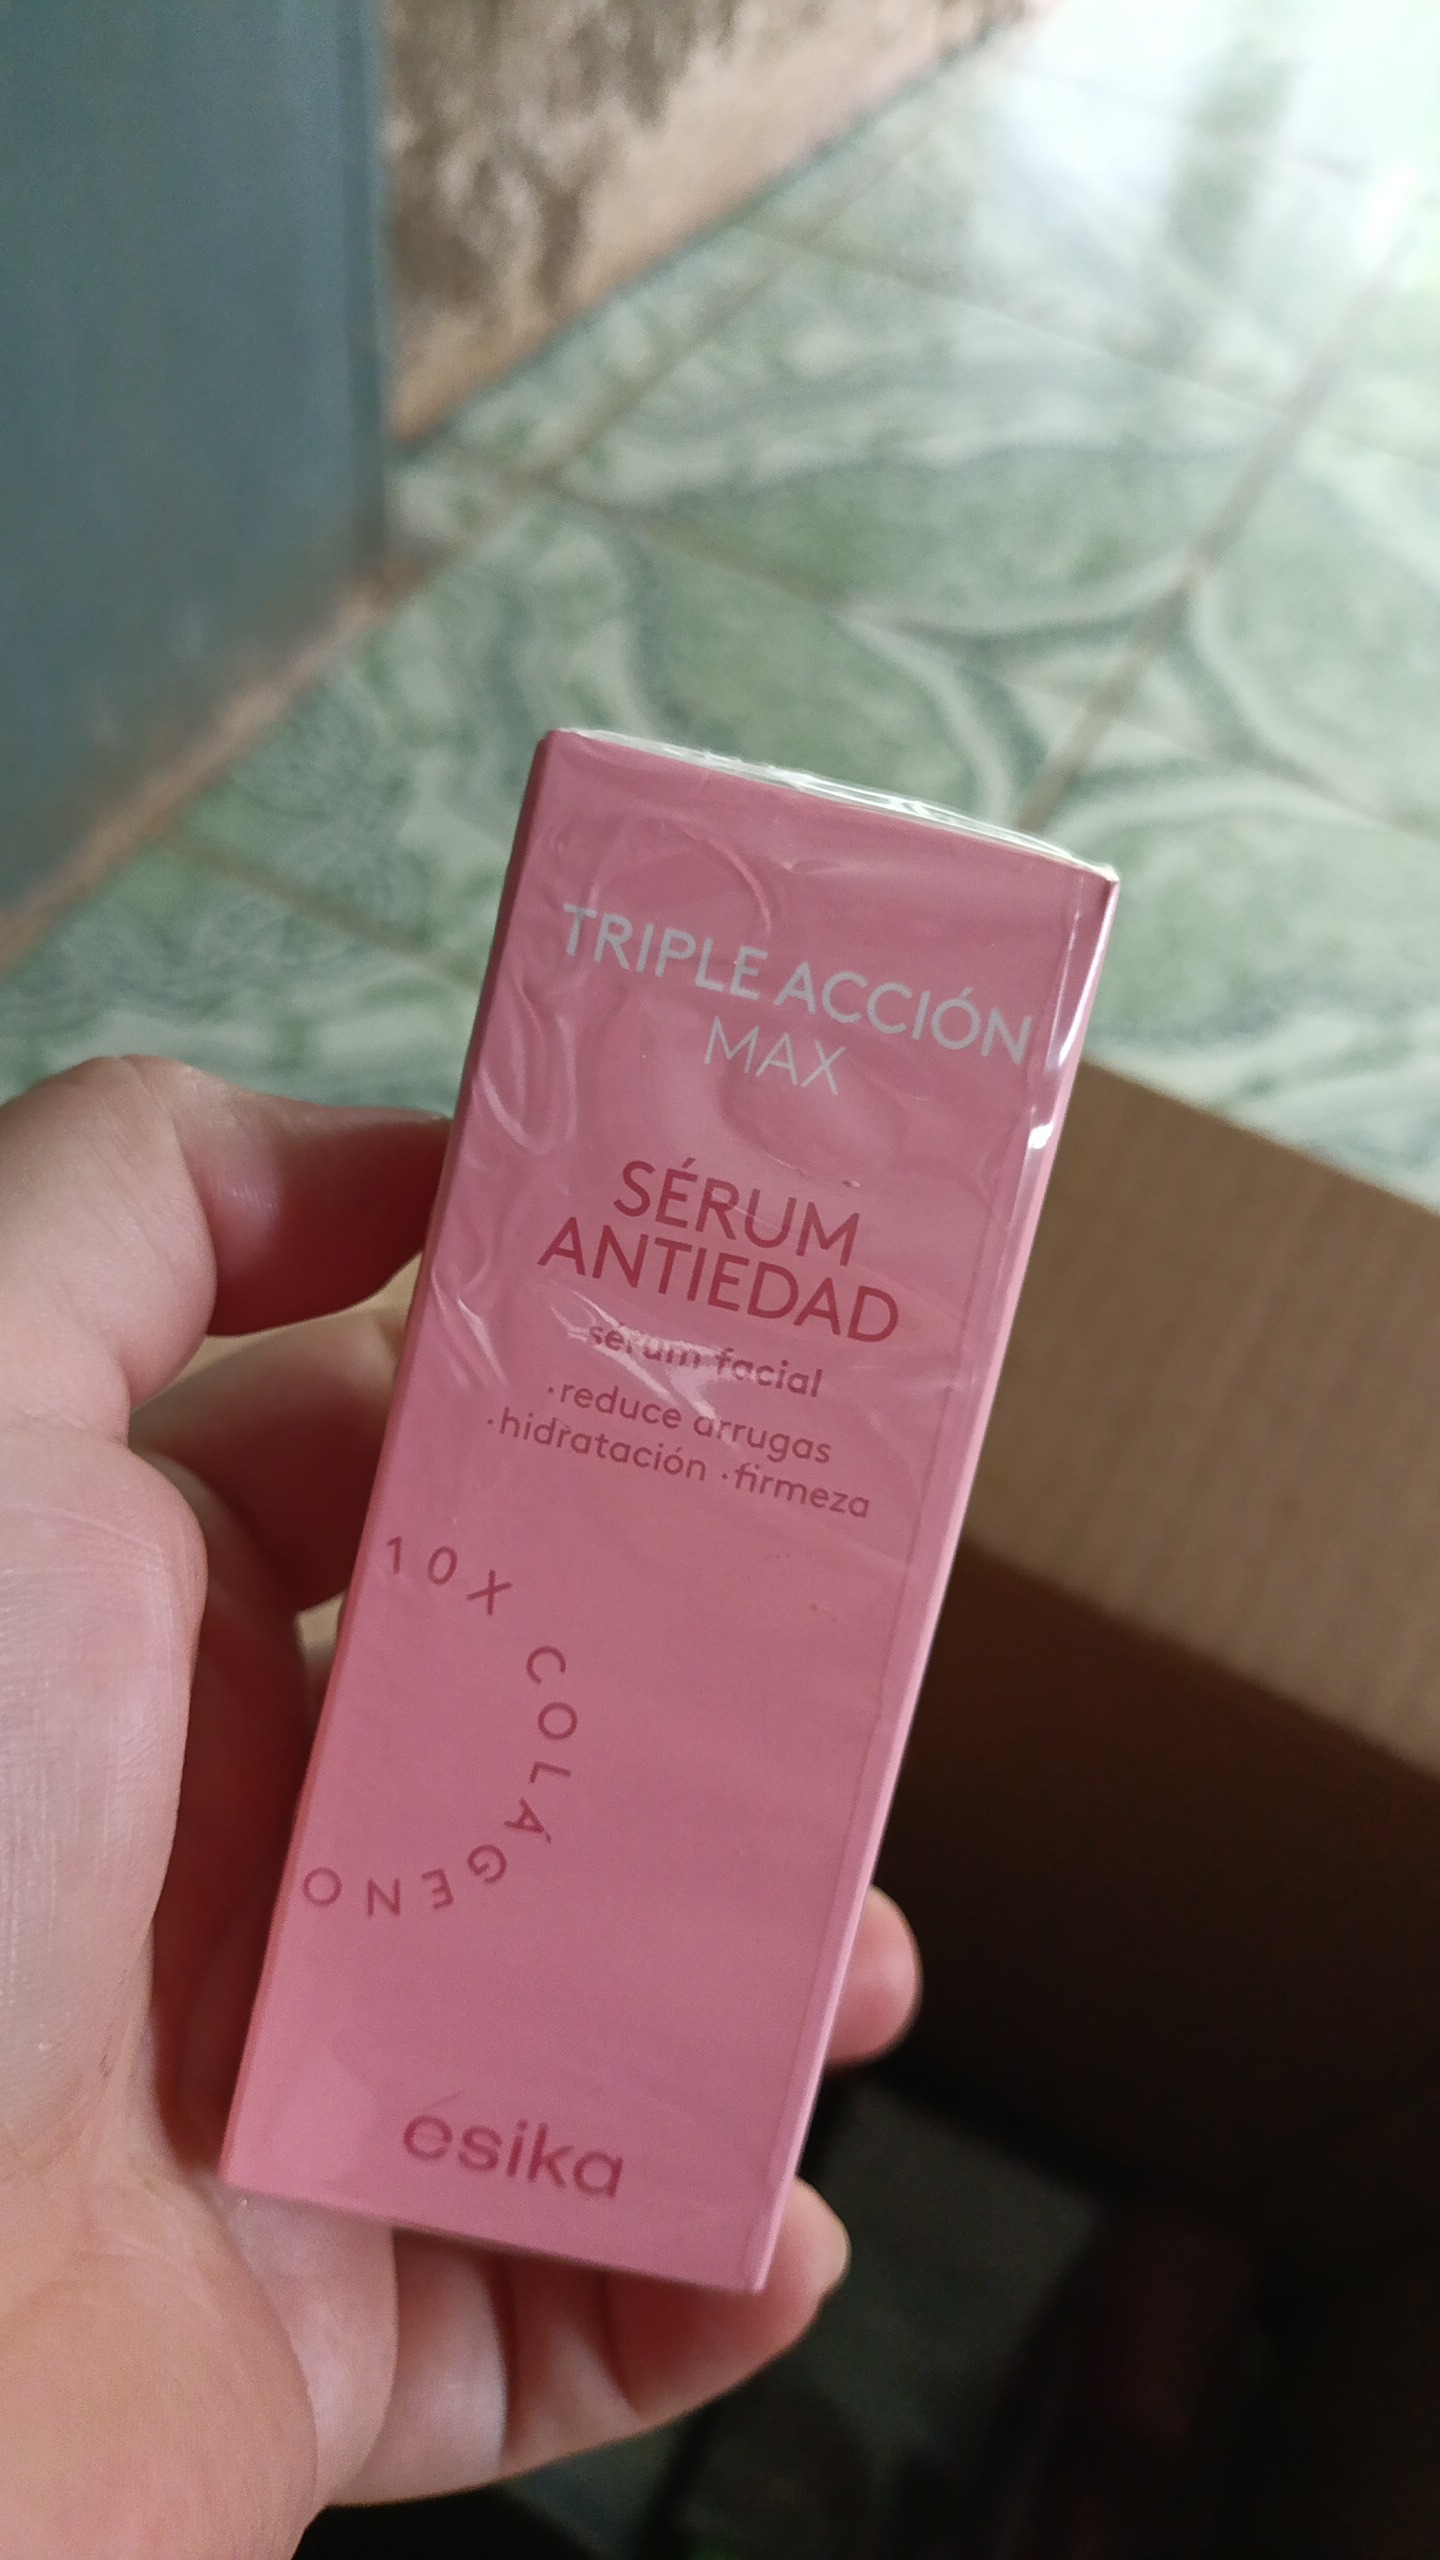 TRIPLE ACCIÓN
MAX
SÉRUM
ANTIEDAD
sérum facial
·reduce arrugas
·hidratación ·firmeza
10X COLÁGENO
ésika